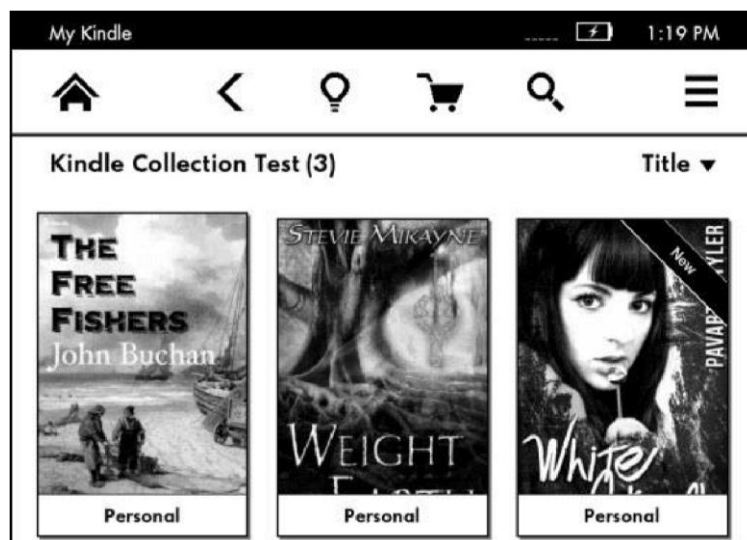 My Kindle
1:19 PM
Kindle Collection Test (3)
Title
THE
FREE
FISHERS
John Buchan
STEVIE MIKAYNE
WEIGHT
New
TYLER
White
Personal
Personal
Personal